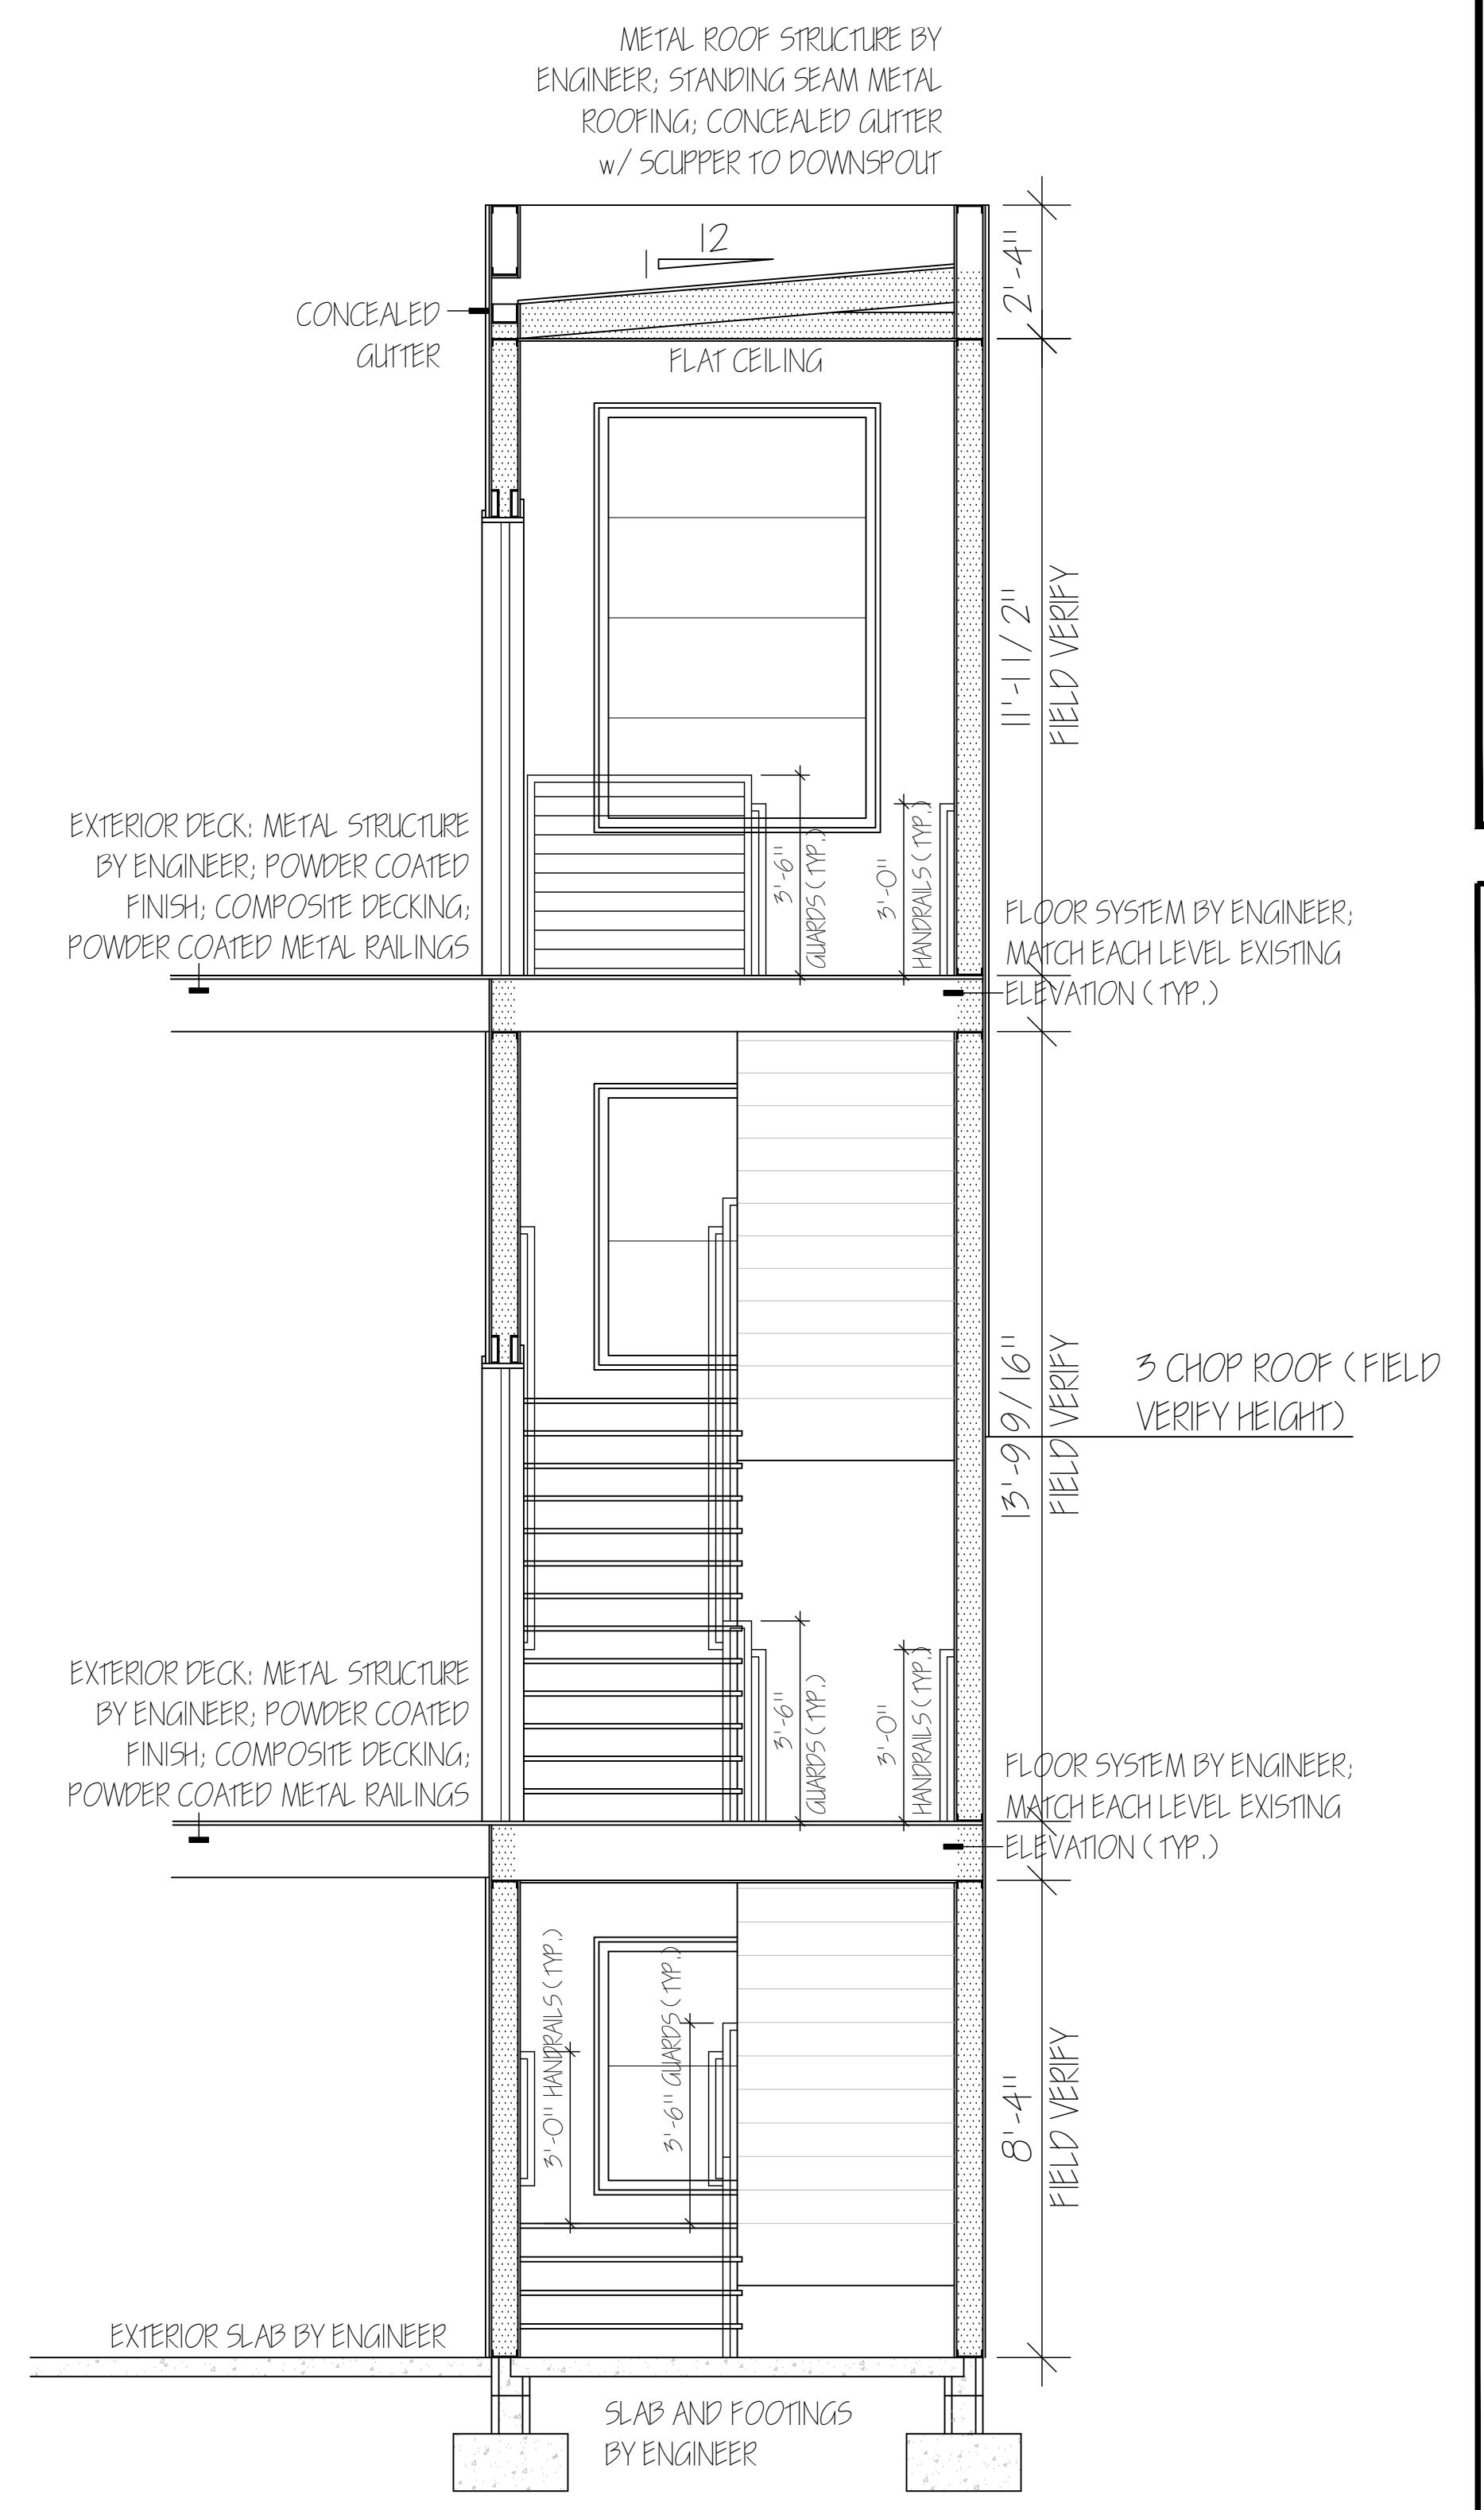 METAL ROOF STRUCTURE BY
ENGINEER; STANDING SEAM METAL
ROOFING; CONCEALED GUTTER
w/ SCUPPER TO DOWNSPOUT
12
1
2'-4"
CONCEALED
GUTTER
FLAT CEILING
11'-1 1/2"
FIELD VERIFY
EXTERIOR DECK: METAL STRUCTURE
BY ENGINEER; POWDER COATED
FINISH; COMPOSITE DECKING;
POWDER COATED METAL RAILINGS
3'-6"
GUARDS (TYP.)
3'-0"
HANDRAILS (TYP.)
FLOOR SYSTEM BY ENGINEER;
MATCH EACH LEVEL EXISTING
ELEVATION (TYP.)
13'-9 9/16"
FIELD VERIFY
3 CHOP ROOF (FIELD
VERIFY HEIGHT)
EXTERIOR DECK: METAL STRUCTURE
BY ENGINEER; POWDER COATED
FINISH; COMPOSITE DECKING;
POWDER COATED METAL RAILINGS
3'-6"
GUARDS (TYP.)
3'-0"
HANDRAILS (TYP.)
FLOOR SYSTEM BY ENGINEER;
MATCH EACH LEVEL EXISTING
ELEVATION (TYP.)
3'-0" HANDRAILS (TYP.)
3'-6" GUARDS (TYP.)
8'-4"
FIELD VERIFY
EXTERIOR SLAB BY ENGINEER
SLAB AND FOOTINGS
BY ENGINEER